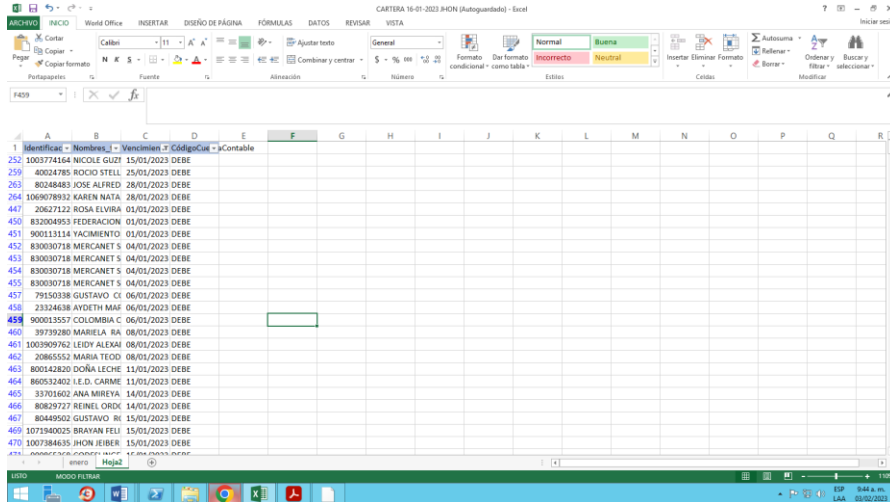 CARTERA 16-01-2023 JHON (Autoguardado) - Excel
ARCHIVO INICIO World Office INSERTAR DISEÑO DE PÁGINA FÓRMULAS DATOS REVISAR VISTA
Iniciar ses
Pegar
Cortar
Copiar
Copiar formato
Portapapeles
Calibri 11
N K S
Fuente
Ajustar texto
Combinar y centrar
Alineación
General
$ % 000
Número
Formato condicional
Dar formato como tabla
Normal Buena
Incorrecto Neutral
Estilos
Insertar Eliminar Formato
Celdas
Autosuma
Rellenar
Borrar
Ordenar y filtrar
Buscar y seleccionar
Modificar
F459 fx
A B C D E F G H I J K L M N O P Q R
1 Identificac Nombres_ Vencimien CódigoCue aContable
252 1003774164 NICOLE GUZI 15/01/2023 DEBE
259 40024785 ROCIO STELL 25/01/2023 DEBE
263 80248483 JOSE ALFRED 28/01/2023 DEBE
264 1069078932 KAREN NATA 28/01/2023 DEBE
447 20627122 ROSA ELVIRA 01/01/2023 DEBE
450 832004953 FEDERACION 01/01/2023 DEBE
451 900113114 YACIMIENTO 01/01/2023 DEBE
452 830030718 MERCANET S 04/01/2023 DEBE
453 830030718 MERCANET S 04/01/2023 DEBE
454 830030718 MERCANET S 04/01/2023 DEBE
455 830030718 MERCANET S 04/01/2023 DEBE
457 79150338 GUSTAVO CO 06/01/2023 DEBE
458 23324638 AYDETH MAR 06/01/2023 DEBE
459 900013557 COLOMBIA C 06/01/2023 DEBE
460 39739280 MARIELA RA 08/01/2023 DEBE
461 1003909762 LEIDY ALEXAI 08/01/2023 DEBE
462 20865552 MARIA TEOD 08/01/2023 DEBE
463 800142820 DOÑA LECHE 11/01/2023 DEBE
464 860532402 I.E.D. CARME 11/01/2023 DEBE
465 33701602 ANA MIREYA 14/01/2023 DEBE
466 80829727 REINEL ORDO 14/01/2023 DEBE
467 80449502 GUSTAVO RO 15/01/2023 DEBE
469 1071940025 BRAYAN FELI 15/01/2023 DEBE
470 1007384635 JHON JEIBER 15/01/2023 DEBE
enero Hoja2
LISTO MODO FILTRAR
ESP LAA
9:44 a. m.
01/02/2023